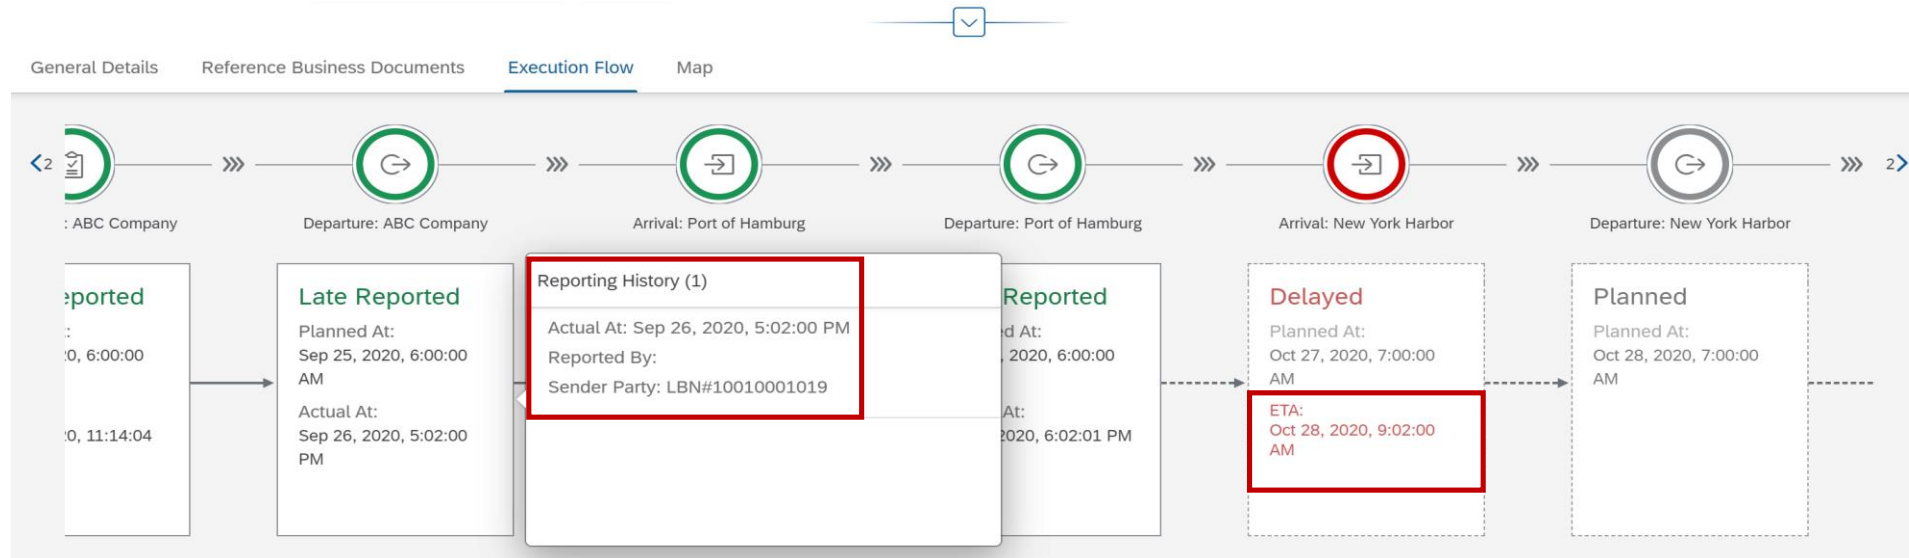 General Details
Reference Business Documents
Execution Flow
Map
2
: ABC Company
Departure: ABC Company
Arrival: Port of Hamburg
Departure: Port of Hamburg
Arrival: New York Harbor
Departure: New York Harbor
2
eported
:
0, 6:00:00
0, 11:14:04
Late Reported
Planned At:
Sep 25, 2020, 6:00:00
AM
Actual At:
Sep 26, 2020, 5:02:00
PM
Reporting History (1)
Actual At: Sep 26, 2020, 5:02:00 PM
Reported By:
Sender Party: LBN#10010001019
Reported
d At:
, 2020, 6:00:00
At:
2020, 6:02:01 PM
Delayed
Planned At:
Oct 27, 2020, 7:00:00
AM
ETA:
Oct 28, 2020, 9:02:00
AM
Planned
Planned At:
Oct 28, 2020, 7:00:00
AM